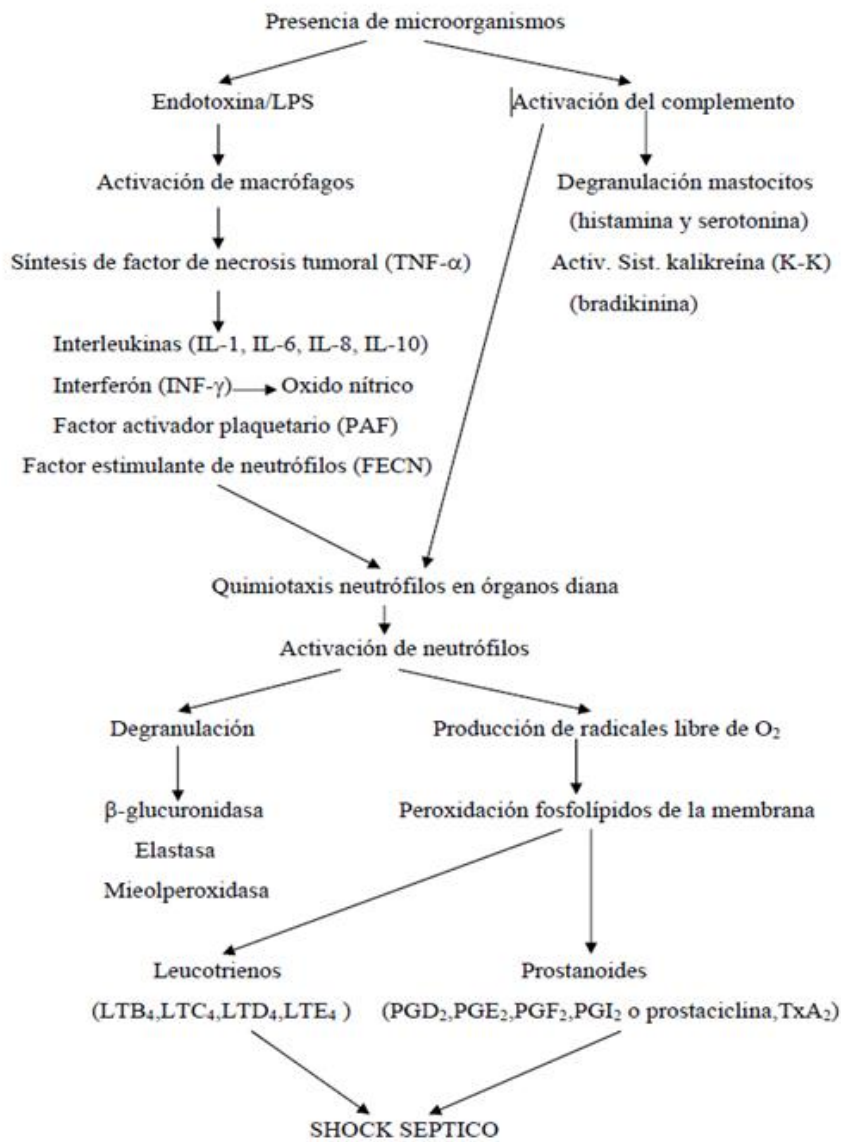 Presencia de microorganismos
Endotoxina/LPS
Activación del complemento
Activación de macrófagos
Degranulación mastocitos
(histamina y serotonina)
Síntesis de factor de necrosis tumoral (TNF-α)
Activ. Sist. kalikreína (K-K)
(bradikinina)
Interleukinas (IL-1, IL-6, IL-8, IL-10)
Interferón (INF-γ) Oxido nítrico
Factor activador plaquetario (PAF)
Factor estimulante de neutrófilos (FECN)
Quimiotaxis neutrófilos en órganos diana
Activación de neutrófilos
Degranulación
Producción de radicales libre de O₂
β-glucuronidasa
Elastasa
Mieolperoxidasa
Peroxidación fosfolípidos de la membrana
Leucotrienos
(LTB₄,LTC₄,LTD₄,LTE₄ )
Prostanoides
(PGD₂,PGE₂,PGF₂,PGI₂ o prostaciclina,TxA₂)
SHOCK SEPTICO